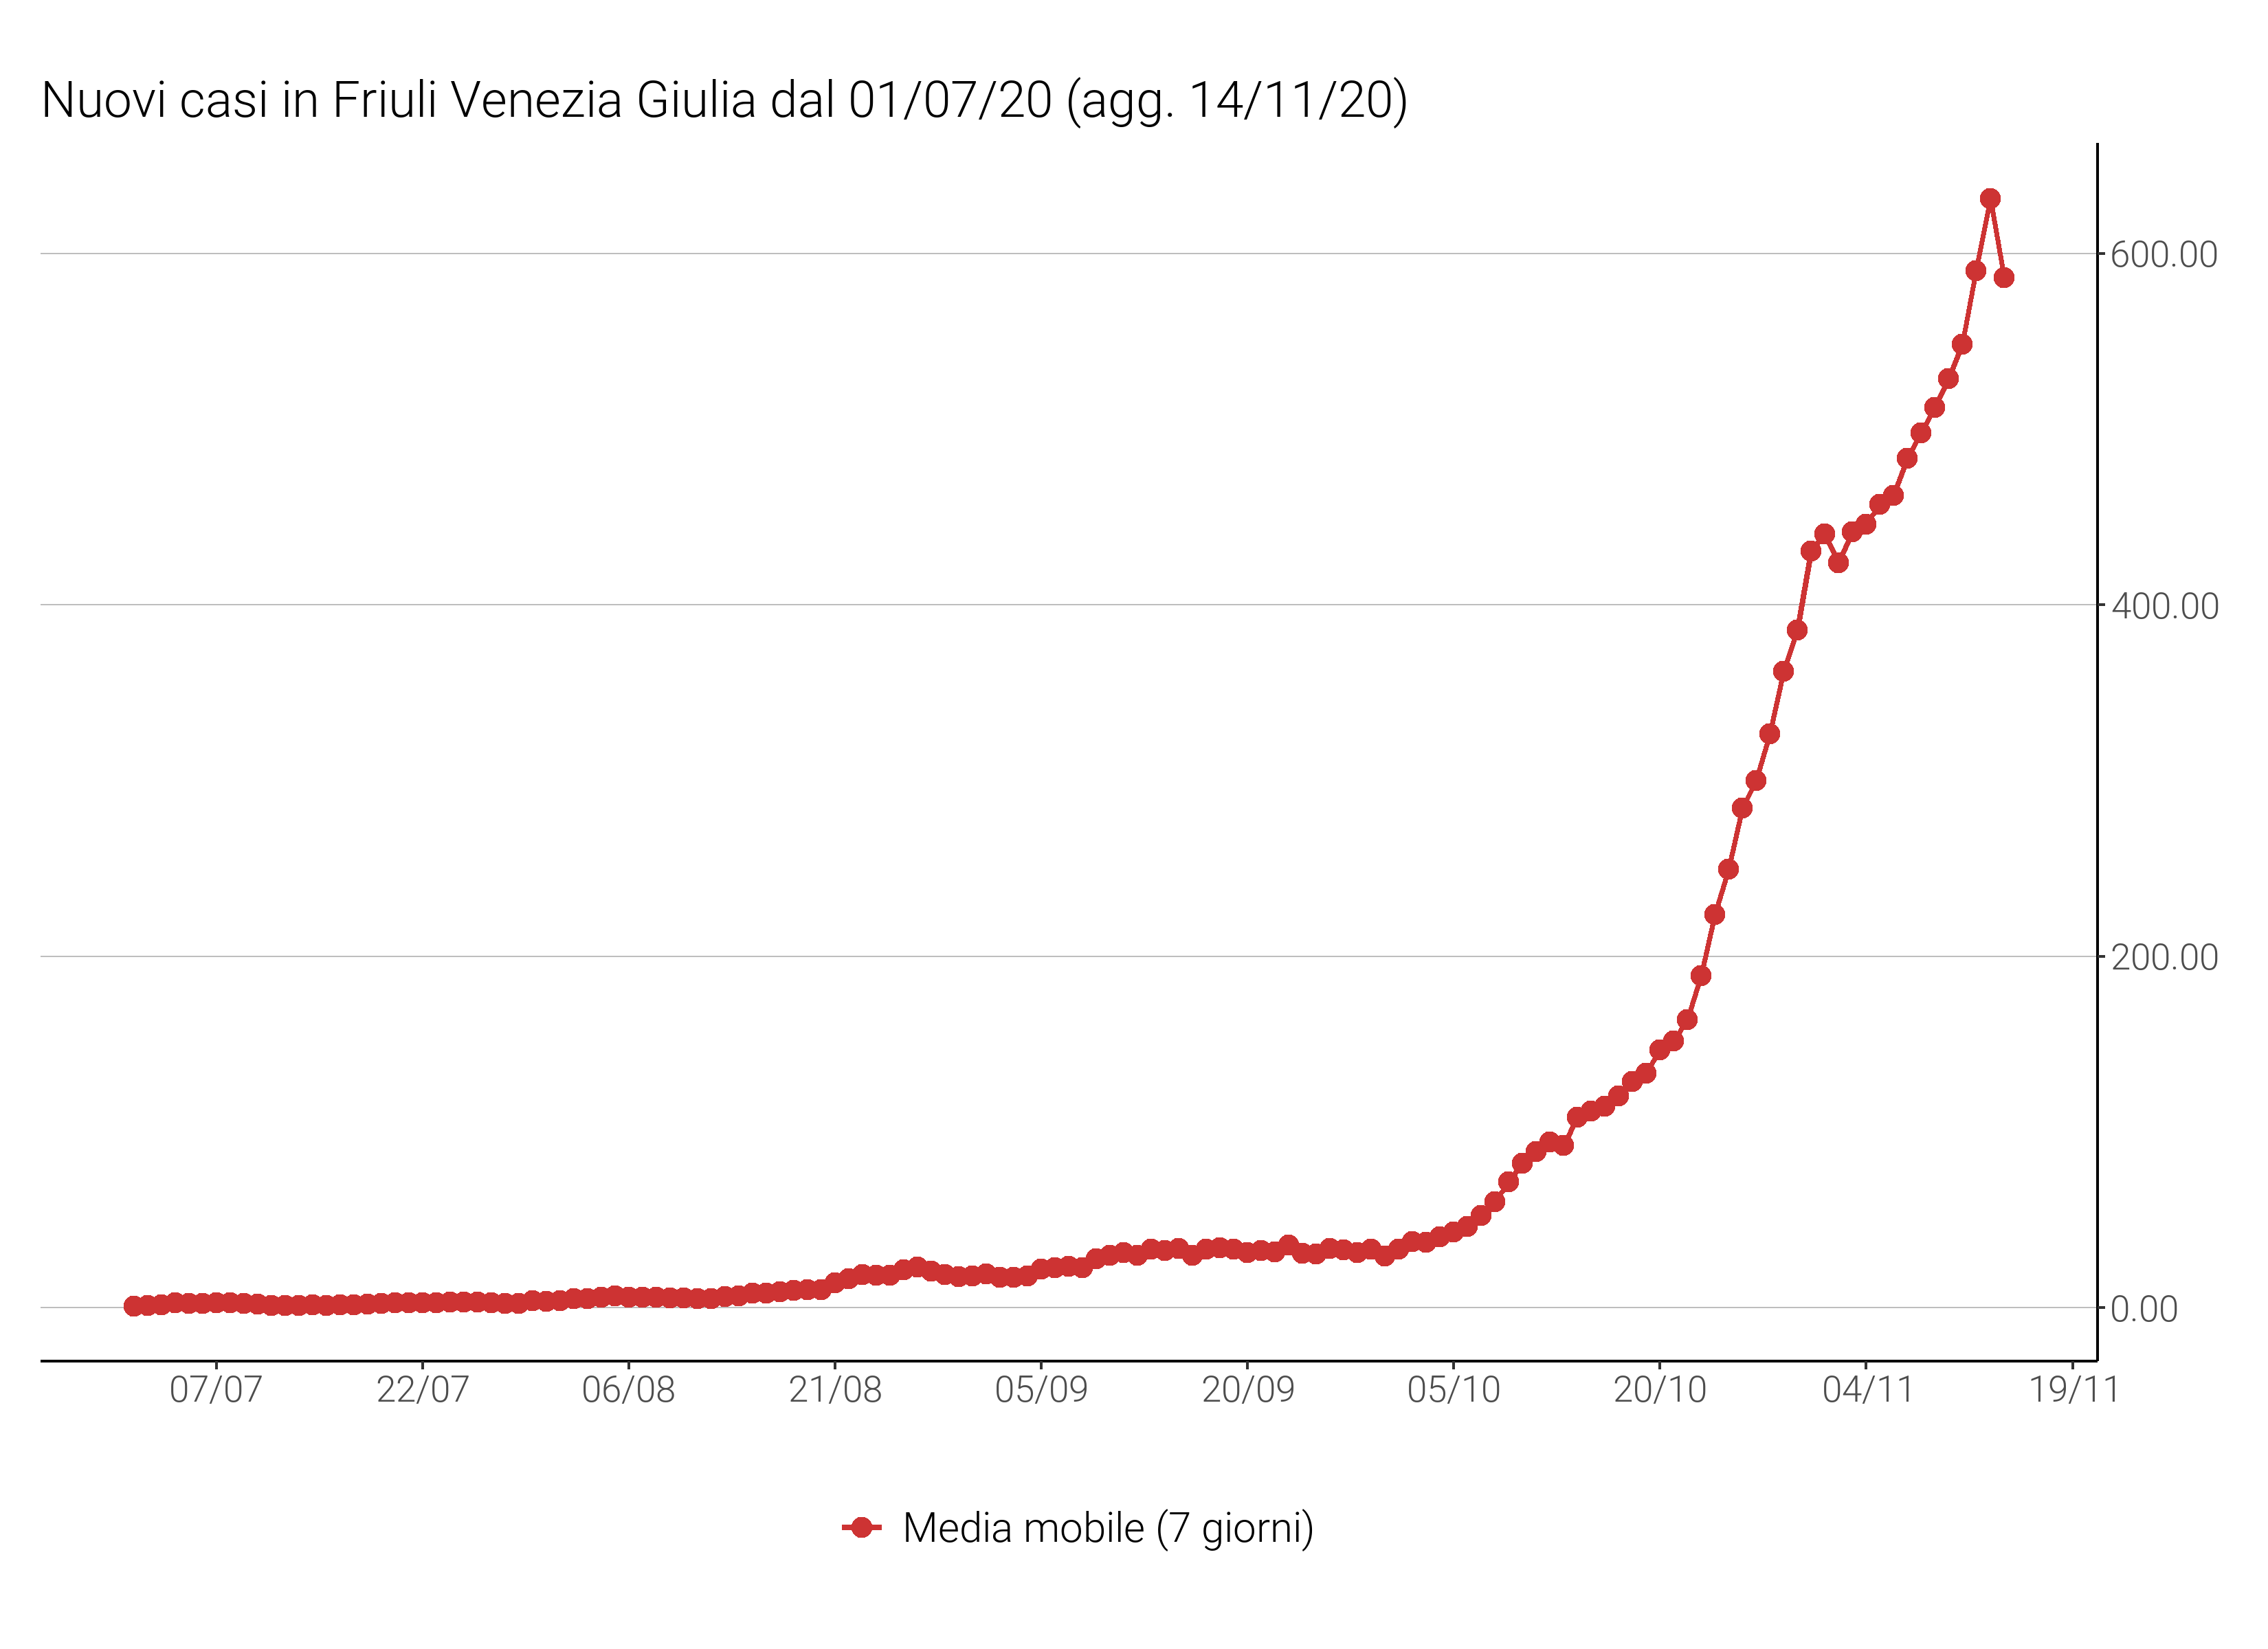 Nuovi casi in Friuli Venezia Giulia dal 01/07/20 (agg. 14/11/20)
600.00
400.00
200.00
0.00
07/07 22/07 06/08 21/08 05/09 20/09 05/10 20/10 04/11 19/11
Media mobile (7 giorni)